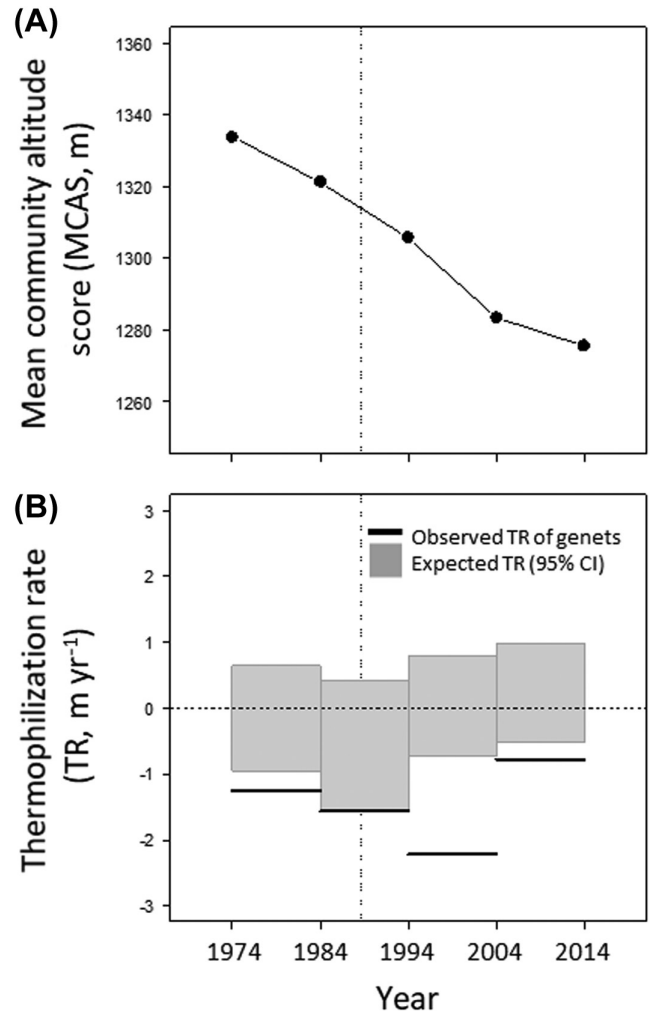 (A)
Mean community altitude
score (MCAS, m)
1360
1340
1320
1300
1280
1260
(B)
Thermophilization rate
(TR, m yr⁻¹)
3
2
1
0
-1
-2
-3
Observed TR of genets
Expected TR (95% CI)
1974
1984
1994
2004
2014
Year